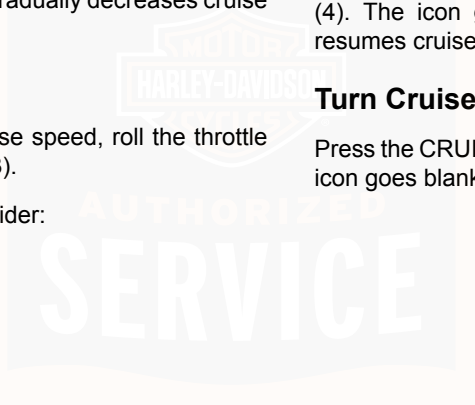 radually decreases cruise
se speed, roll the throttle
).
ider:
(4). The icon
resumes cruise
Turn Cruise
Press the CRUI
icon goes blank
MOTOR
HARLEY-DAVIDSON
CYCLES
AUTHORIZED
SERVICE